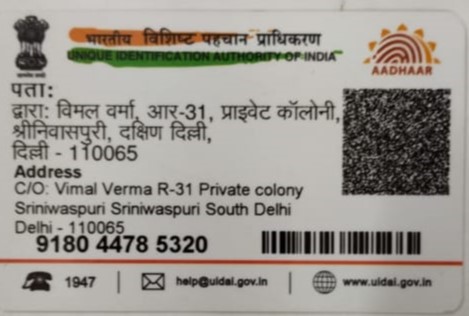 भारतीय विशिष्ट पहचान प्राधिकरण
UNIQUE IDENTIFICATION AUTHORITY OF INDIA
AADHAAR
पता:
द्वारा: विमल वर्मा, आर-31, प्राइवेट कॉलोनी,
श्रीनिवासपुरी, दक्षिण दिल्ली,
दिल्ली - 110065
Address
C/O: Vimal Verma R-31 Private colony
Sriniwaspuri Sriniwaspuri South Delhi
Delhi - 110065
9180 4478 5320
1947 help@uidai.gov.in www.uidai.gov.in